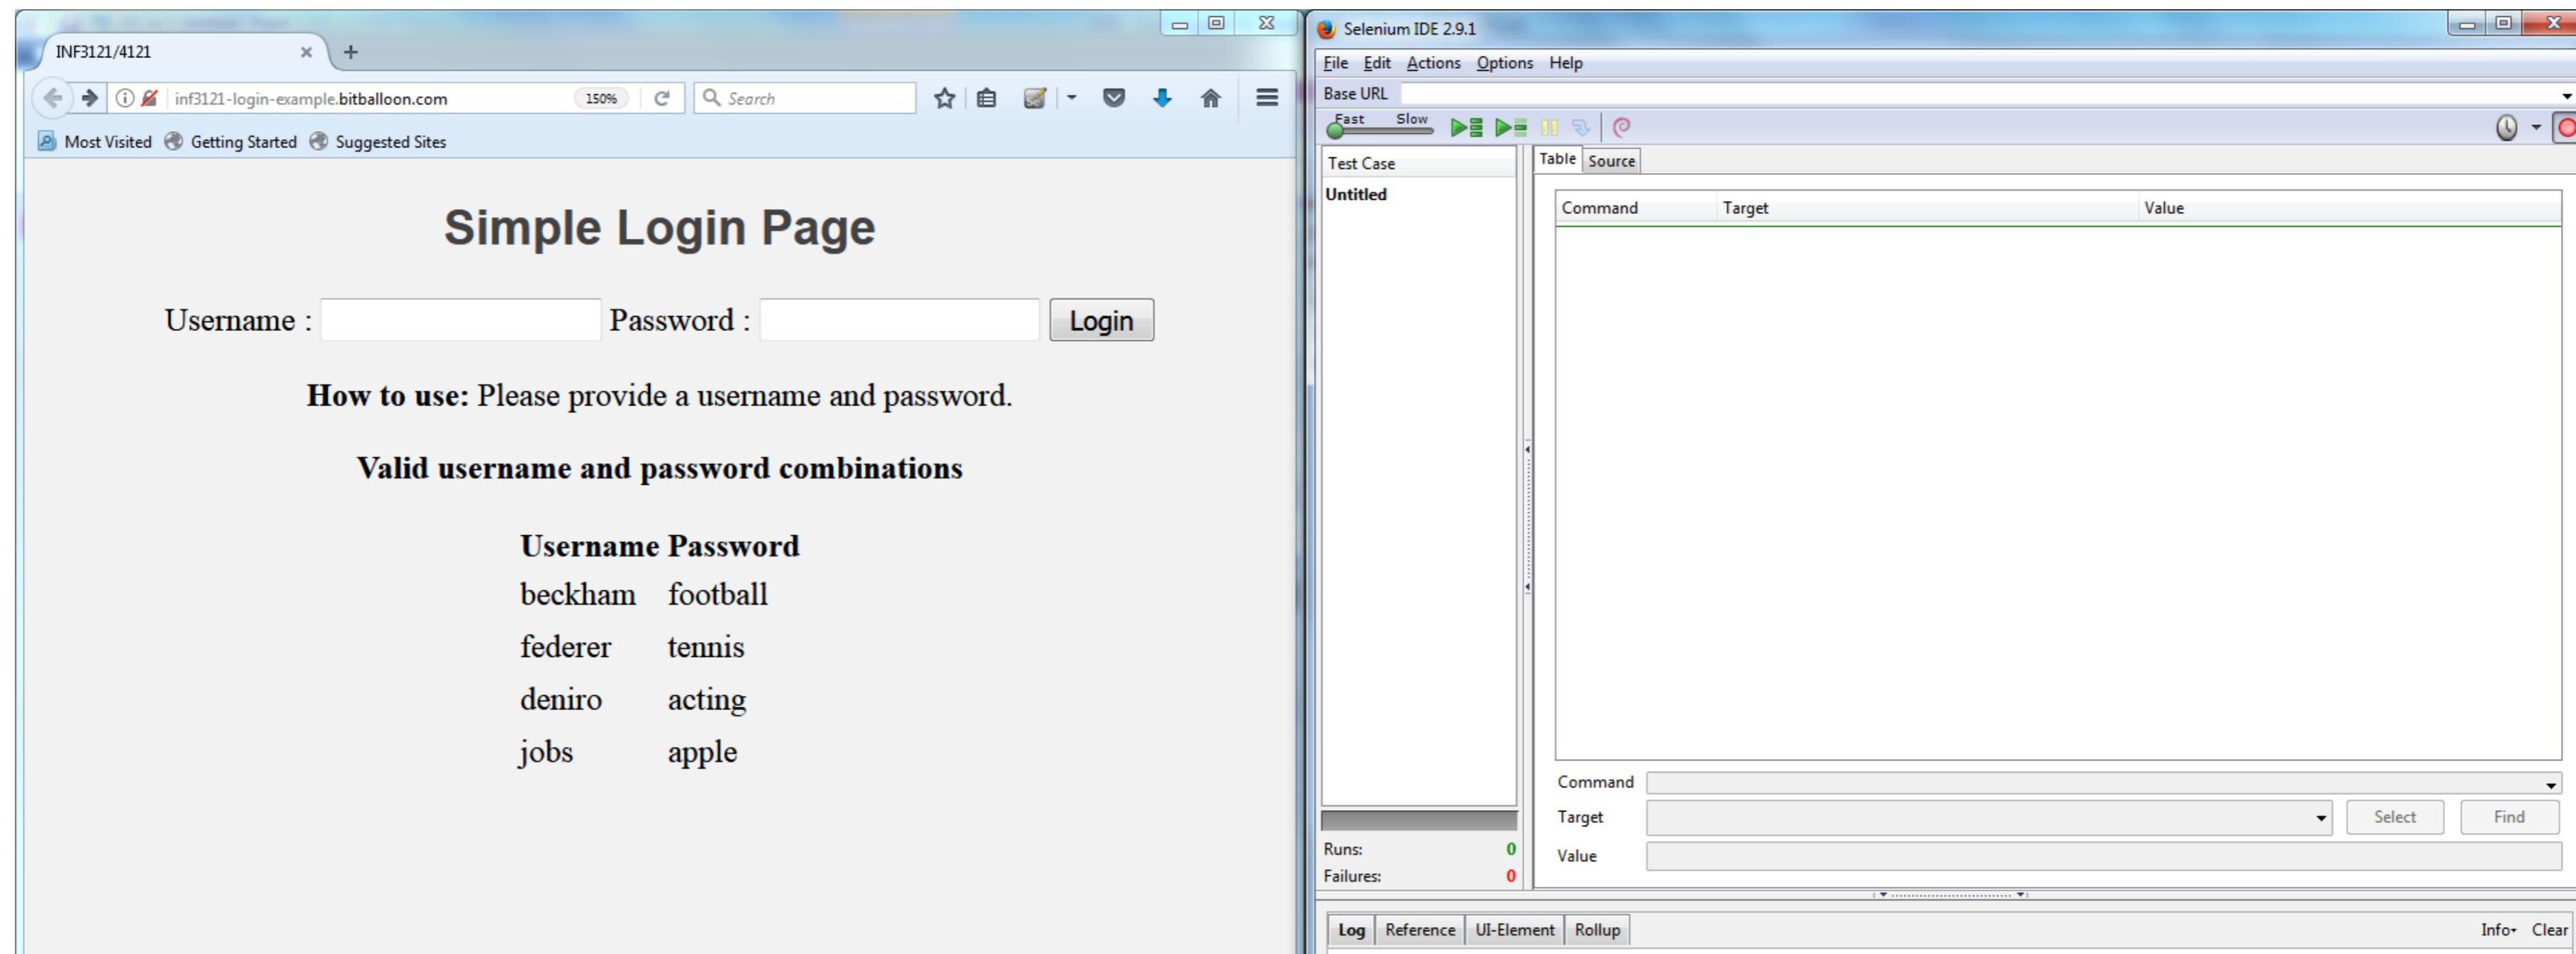 INF3121/4121
inf3121-login-example.bitballoon.com 150% Search
Most Visited Getting Started Suggested Sites
Simple Login Page
Username : Password : Login
How to use: Please provide a username and password.
Valid username and password combinations
Username Password
beckham football
federer tennis
deniro acting
jobs apple
Selenium IDE 2.9.1
File Edit Actions Options Help
Base URL
Fast Slow
Test Case
Untitled
Runs: 0
Failures: 0
Table Source
Command Target Value
Command
Target Select Find
Value
Log Reference UI-Element Rollup Info Clear